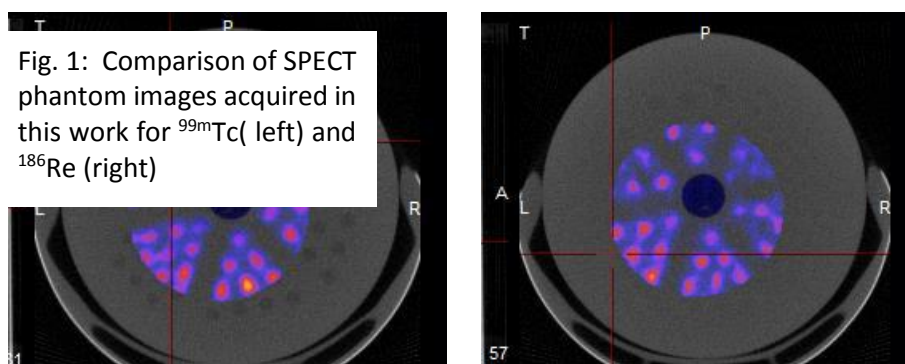 T P
Fig. 1: Comparison of SPECT
phantom images acquired in
this work for ⁹⁹ᵐTc( left) and
¹⁸⁶Re (right)
L R
T P
A
L R
57